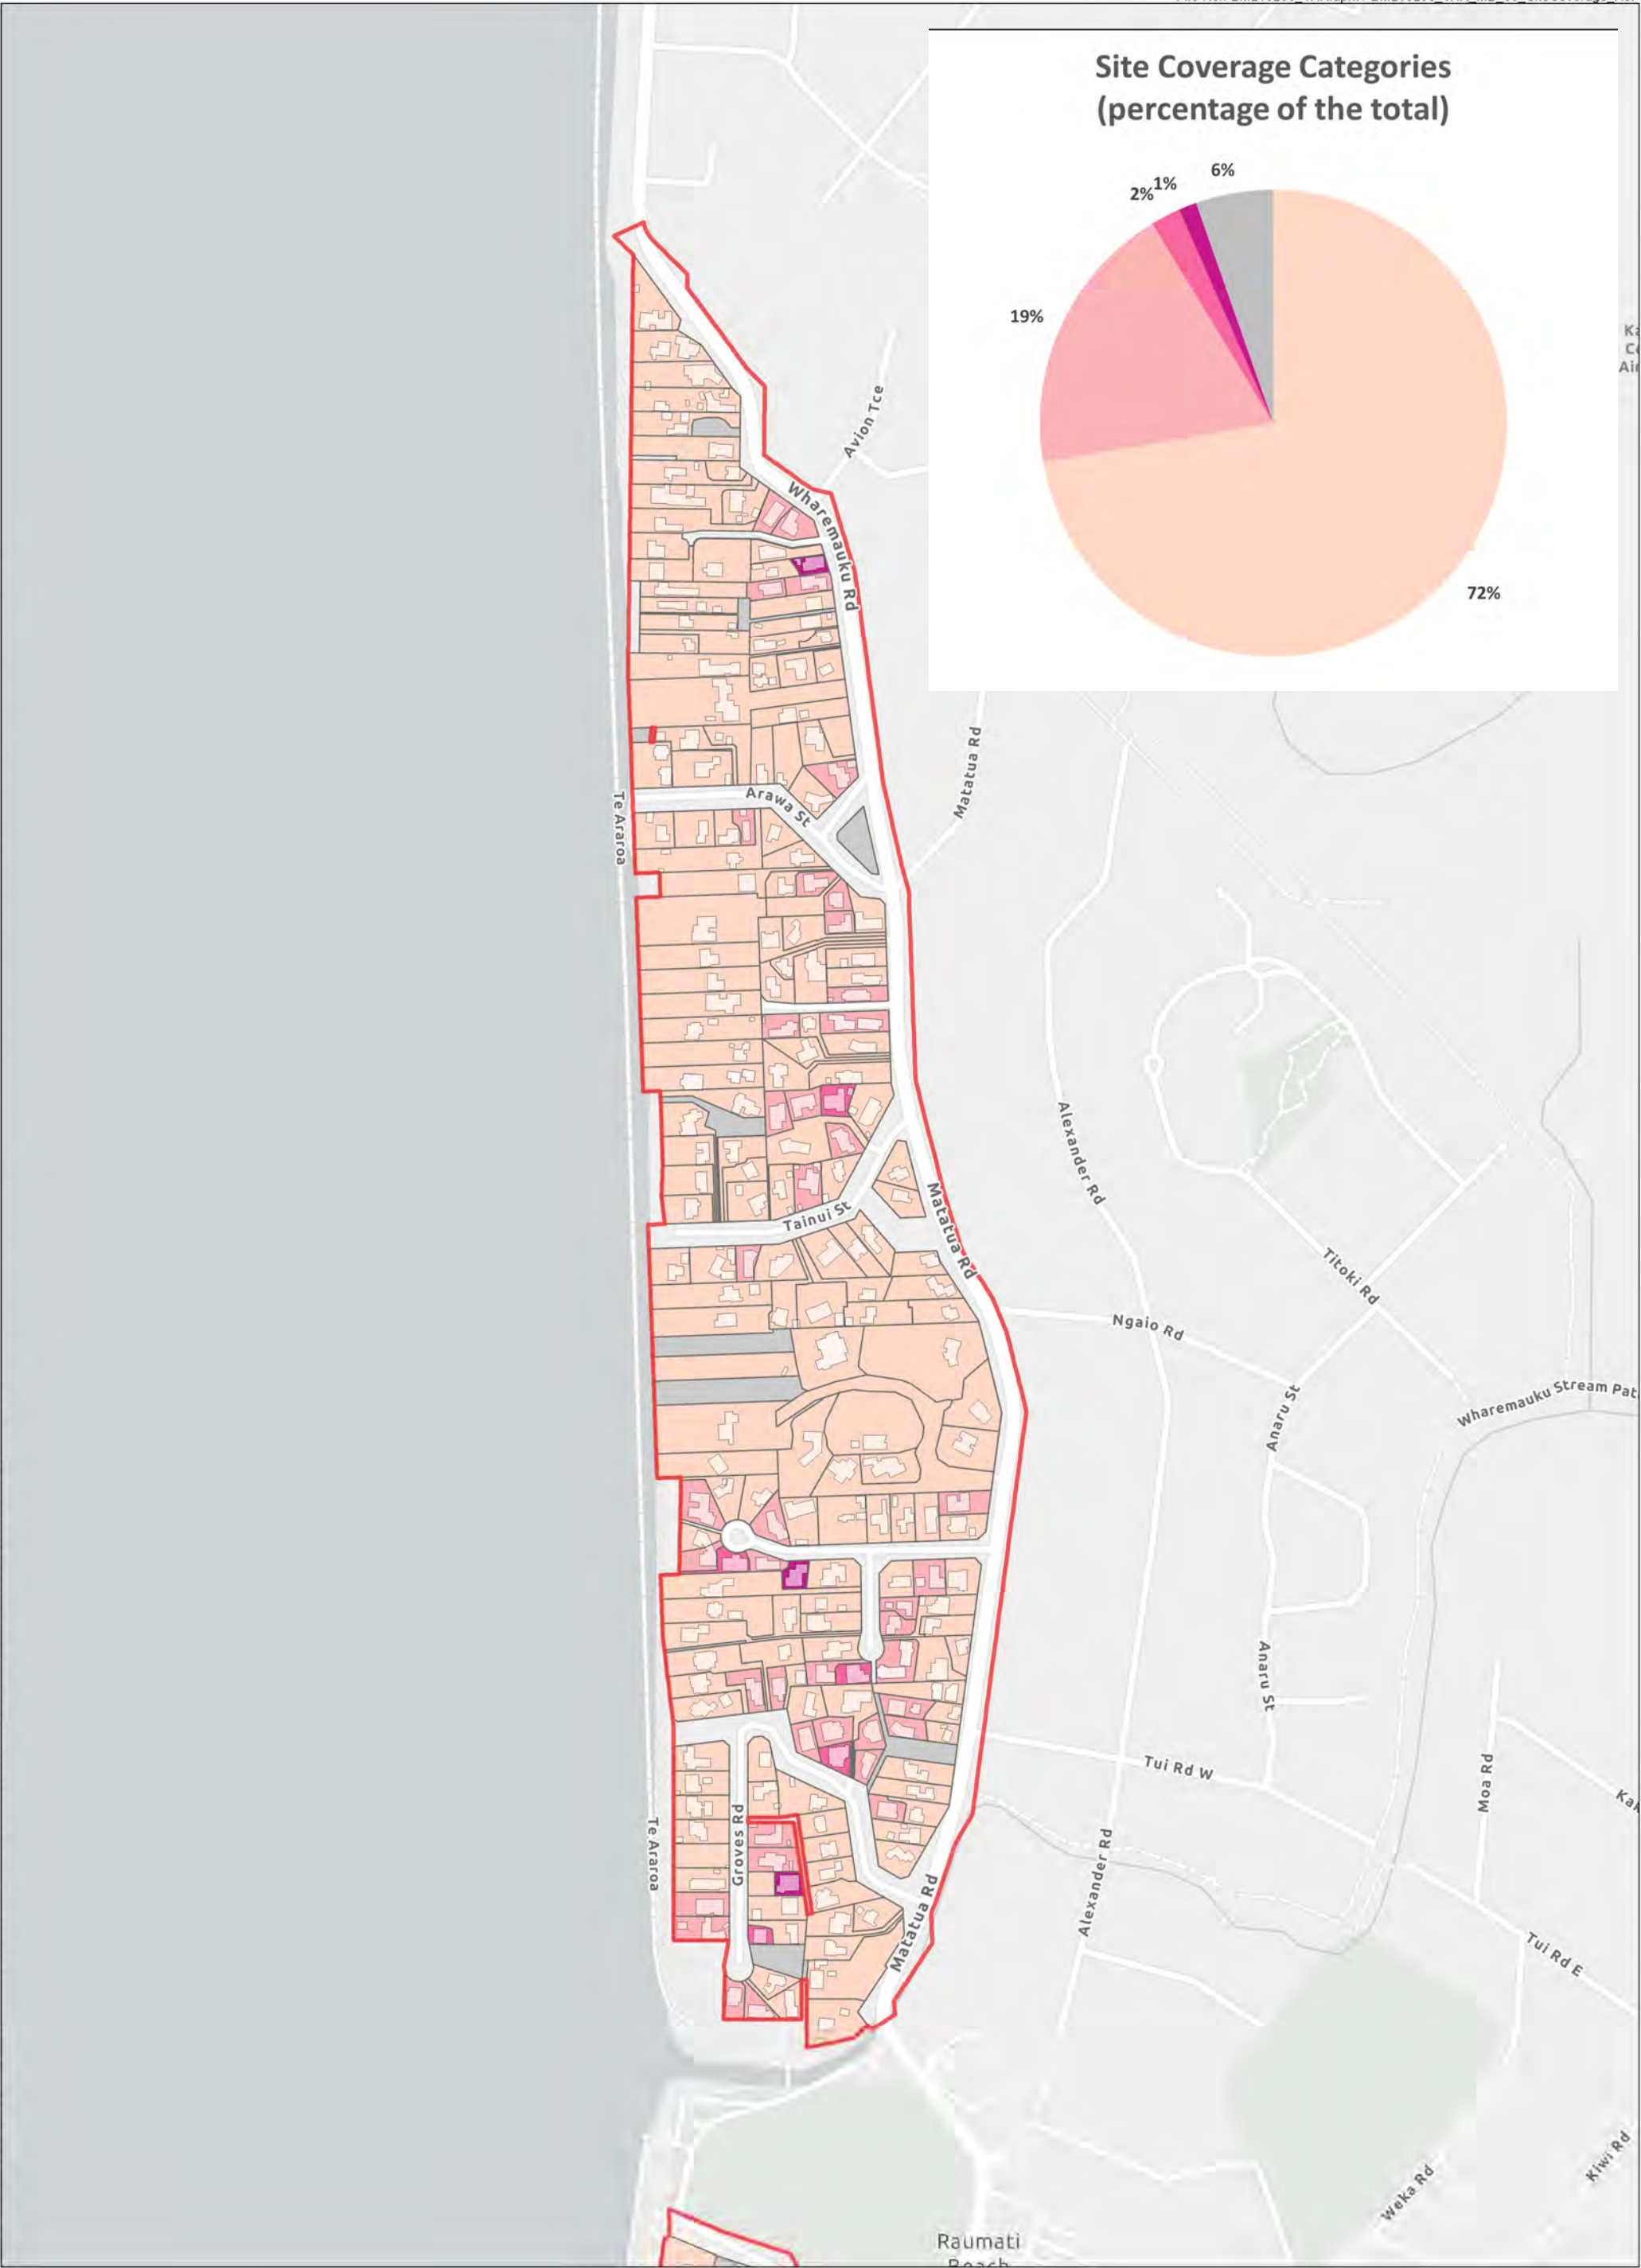 Site Coverage Categories
(percentage of the total)
6%
1%
2%
19%
72%
Avion Tce
Wharemauku Rd
Matatua Rd
Arawa St
Te Araroa
Alexander Rd
Matatua Rd
Tainui St
Titoki Rd
Ngaio Rd
Anaru St
Wharemauku Stream Pat
Anaru St
Tui Rd W
Moa Rd
Te Araroa
Groves Rd
Alexander Rd
Matatua Rd
Tui Rd E
Weka Rd
Kiwi Rd
Raumati
Beach